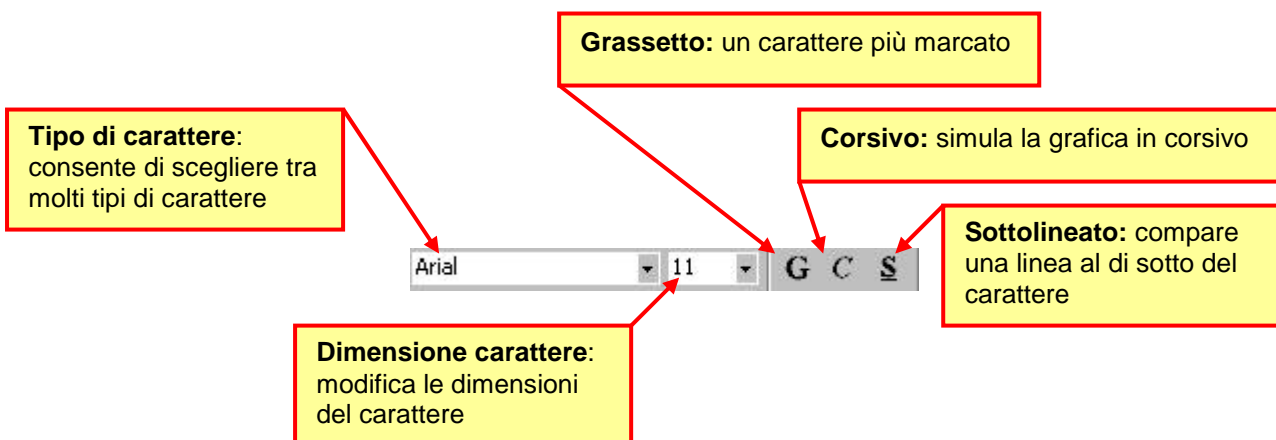 Grassetto: un carattere più marcato
Tipo di carattere:
consente di scegliere tra
molti tipi di carattere
Corsivo: simula la grafica in corsivo
Sottolineato: compare
una linea al di sotto del
carattere
Arial 11 G C S
Dimensione carattere:
modifica le dimensioni
del carattere